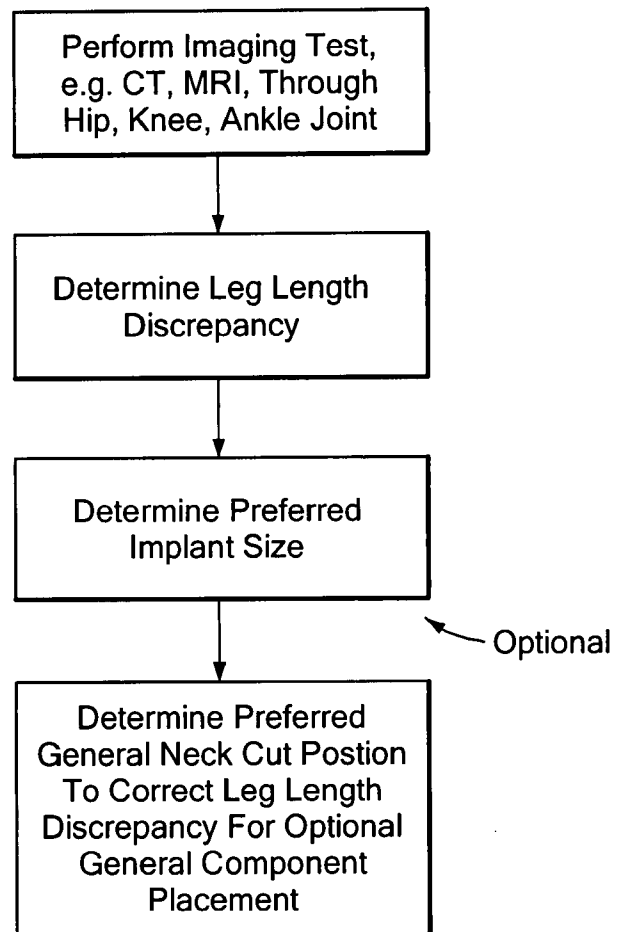 Perform Imaging Test,
e.g. CT, MRI, Through
Hip, Knee, Ankle Joint
Determine Leg Length
Discrepancy
Determine Preferred
Implant Size
Optional
Determine Preferred
General Neck Cut Postion
To Correct Leg Length
Discrepancy For Optional
General Component
Placement